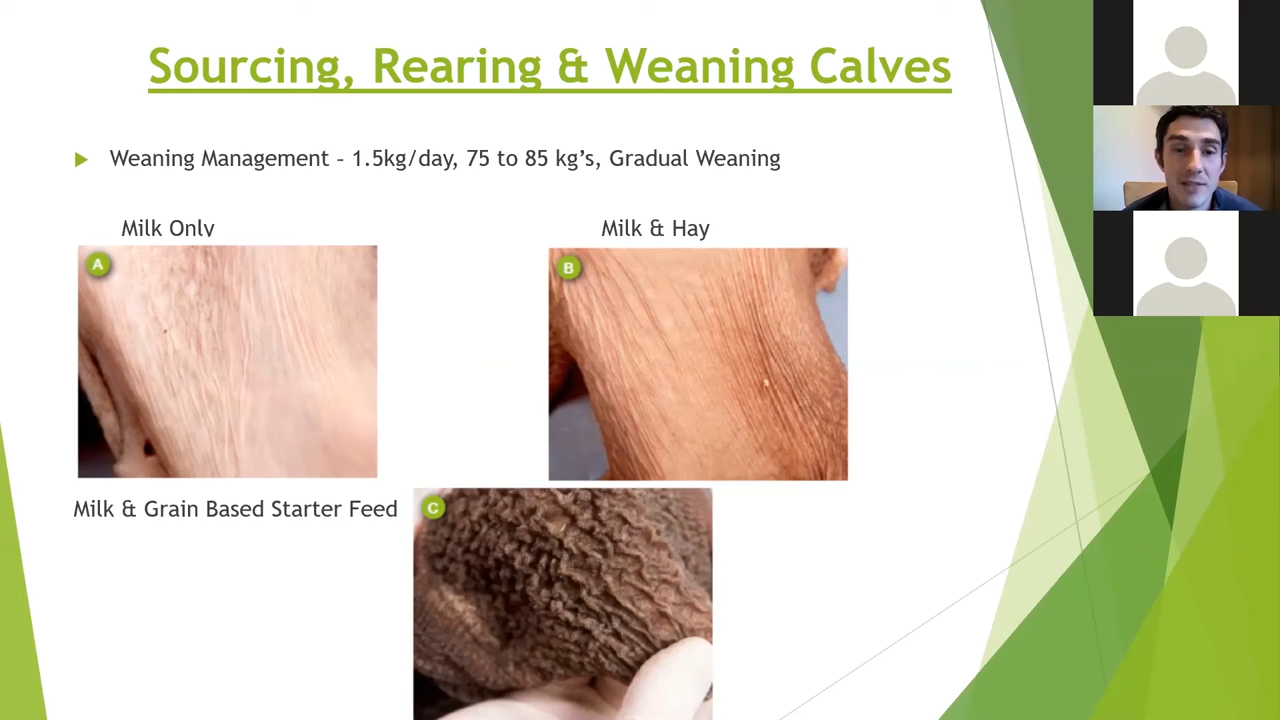 Sourcing, Rearing & Weaning Calves
Weaning Management – 1.5kg/day, 75 to 85 kg's, Gradual Weaning
Milk Only
Milk & Hay
A
B
Milk & Grain Based Starter Feed
C